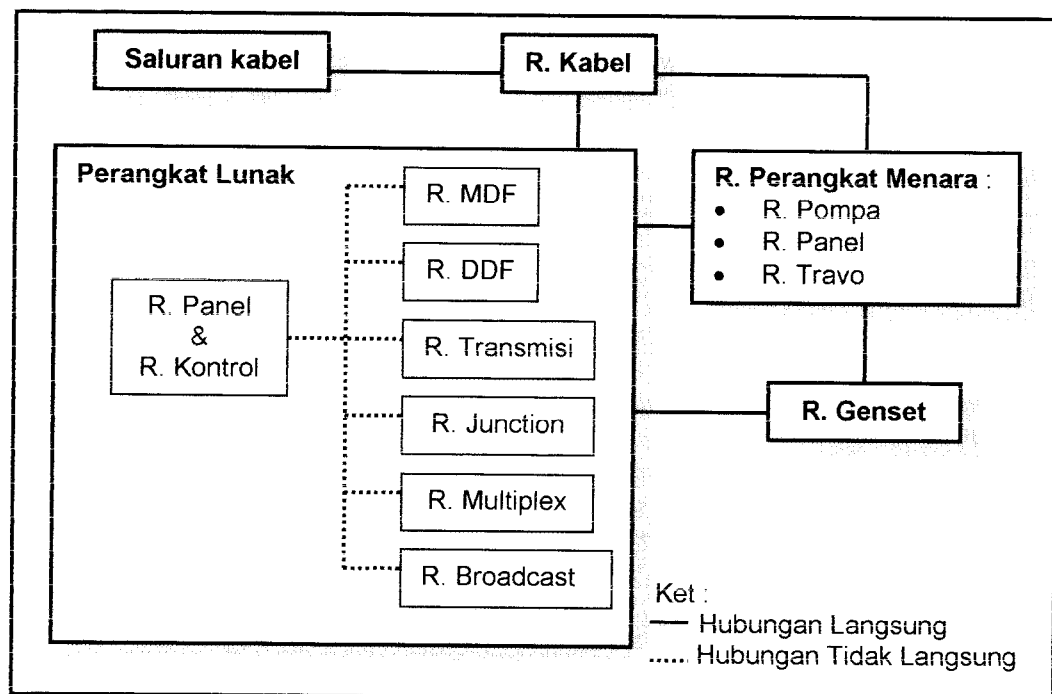 Saluran kabel
R. Kabel
Perangkat Lunak
R. Panel
&
R. Kontrol
R. MDF
R. DDF
R. Transmisi
R. Junction
R. Multiplex
R. Broadcast
R. Perangkat Menara :
• R. Pompa
• R. Panel
• R. Travo
R. Genset
Ket :
Hubungan Langsung
Hubungan Tidak Langsung